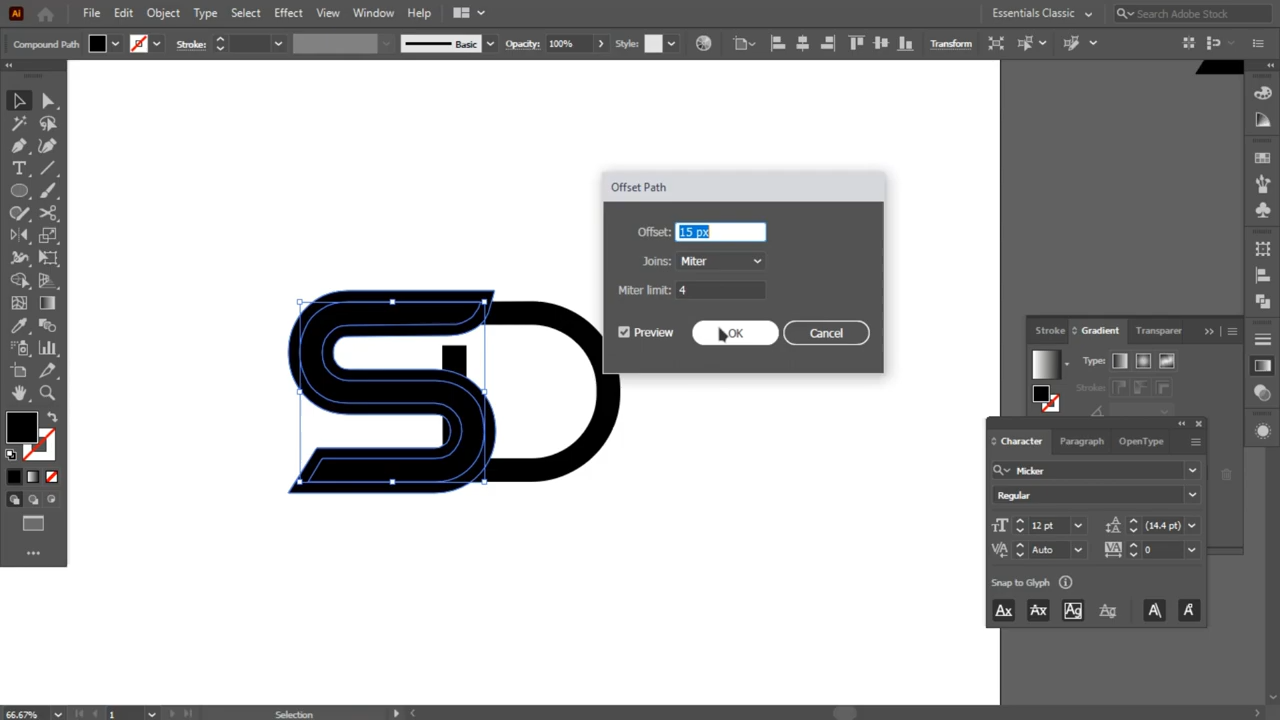 Ai File Edit Object Type Select Effect View Window Help Essentials Classic Search Adobe Stock
Compound Path Stroke: Basic Opacity: 100% Style: Transform
Offset Path
Offset: 15 px
Joins: Miter
Miter limit: 4
Preview OK Cancel
SD
Stroke Gradient Transparer
Type:
Stroke:
Character Paragraph OpenType
Micker
Regular
12 pt (14.4 pt)
Auto 0
Snap to Glyph
66.67% 1 Selection